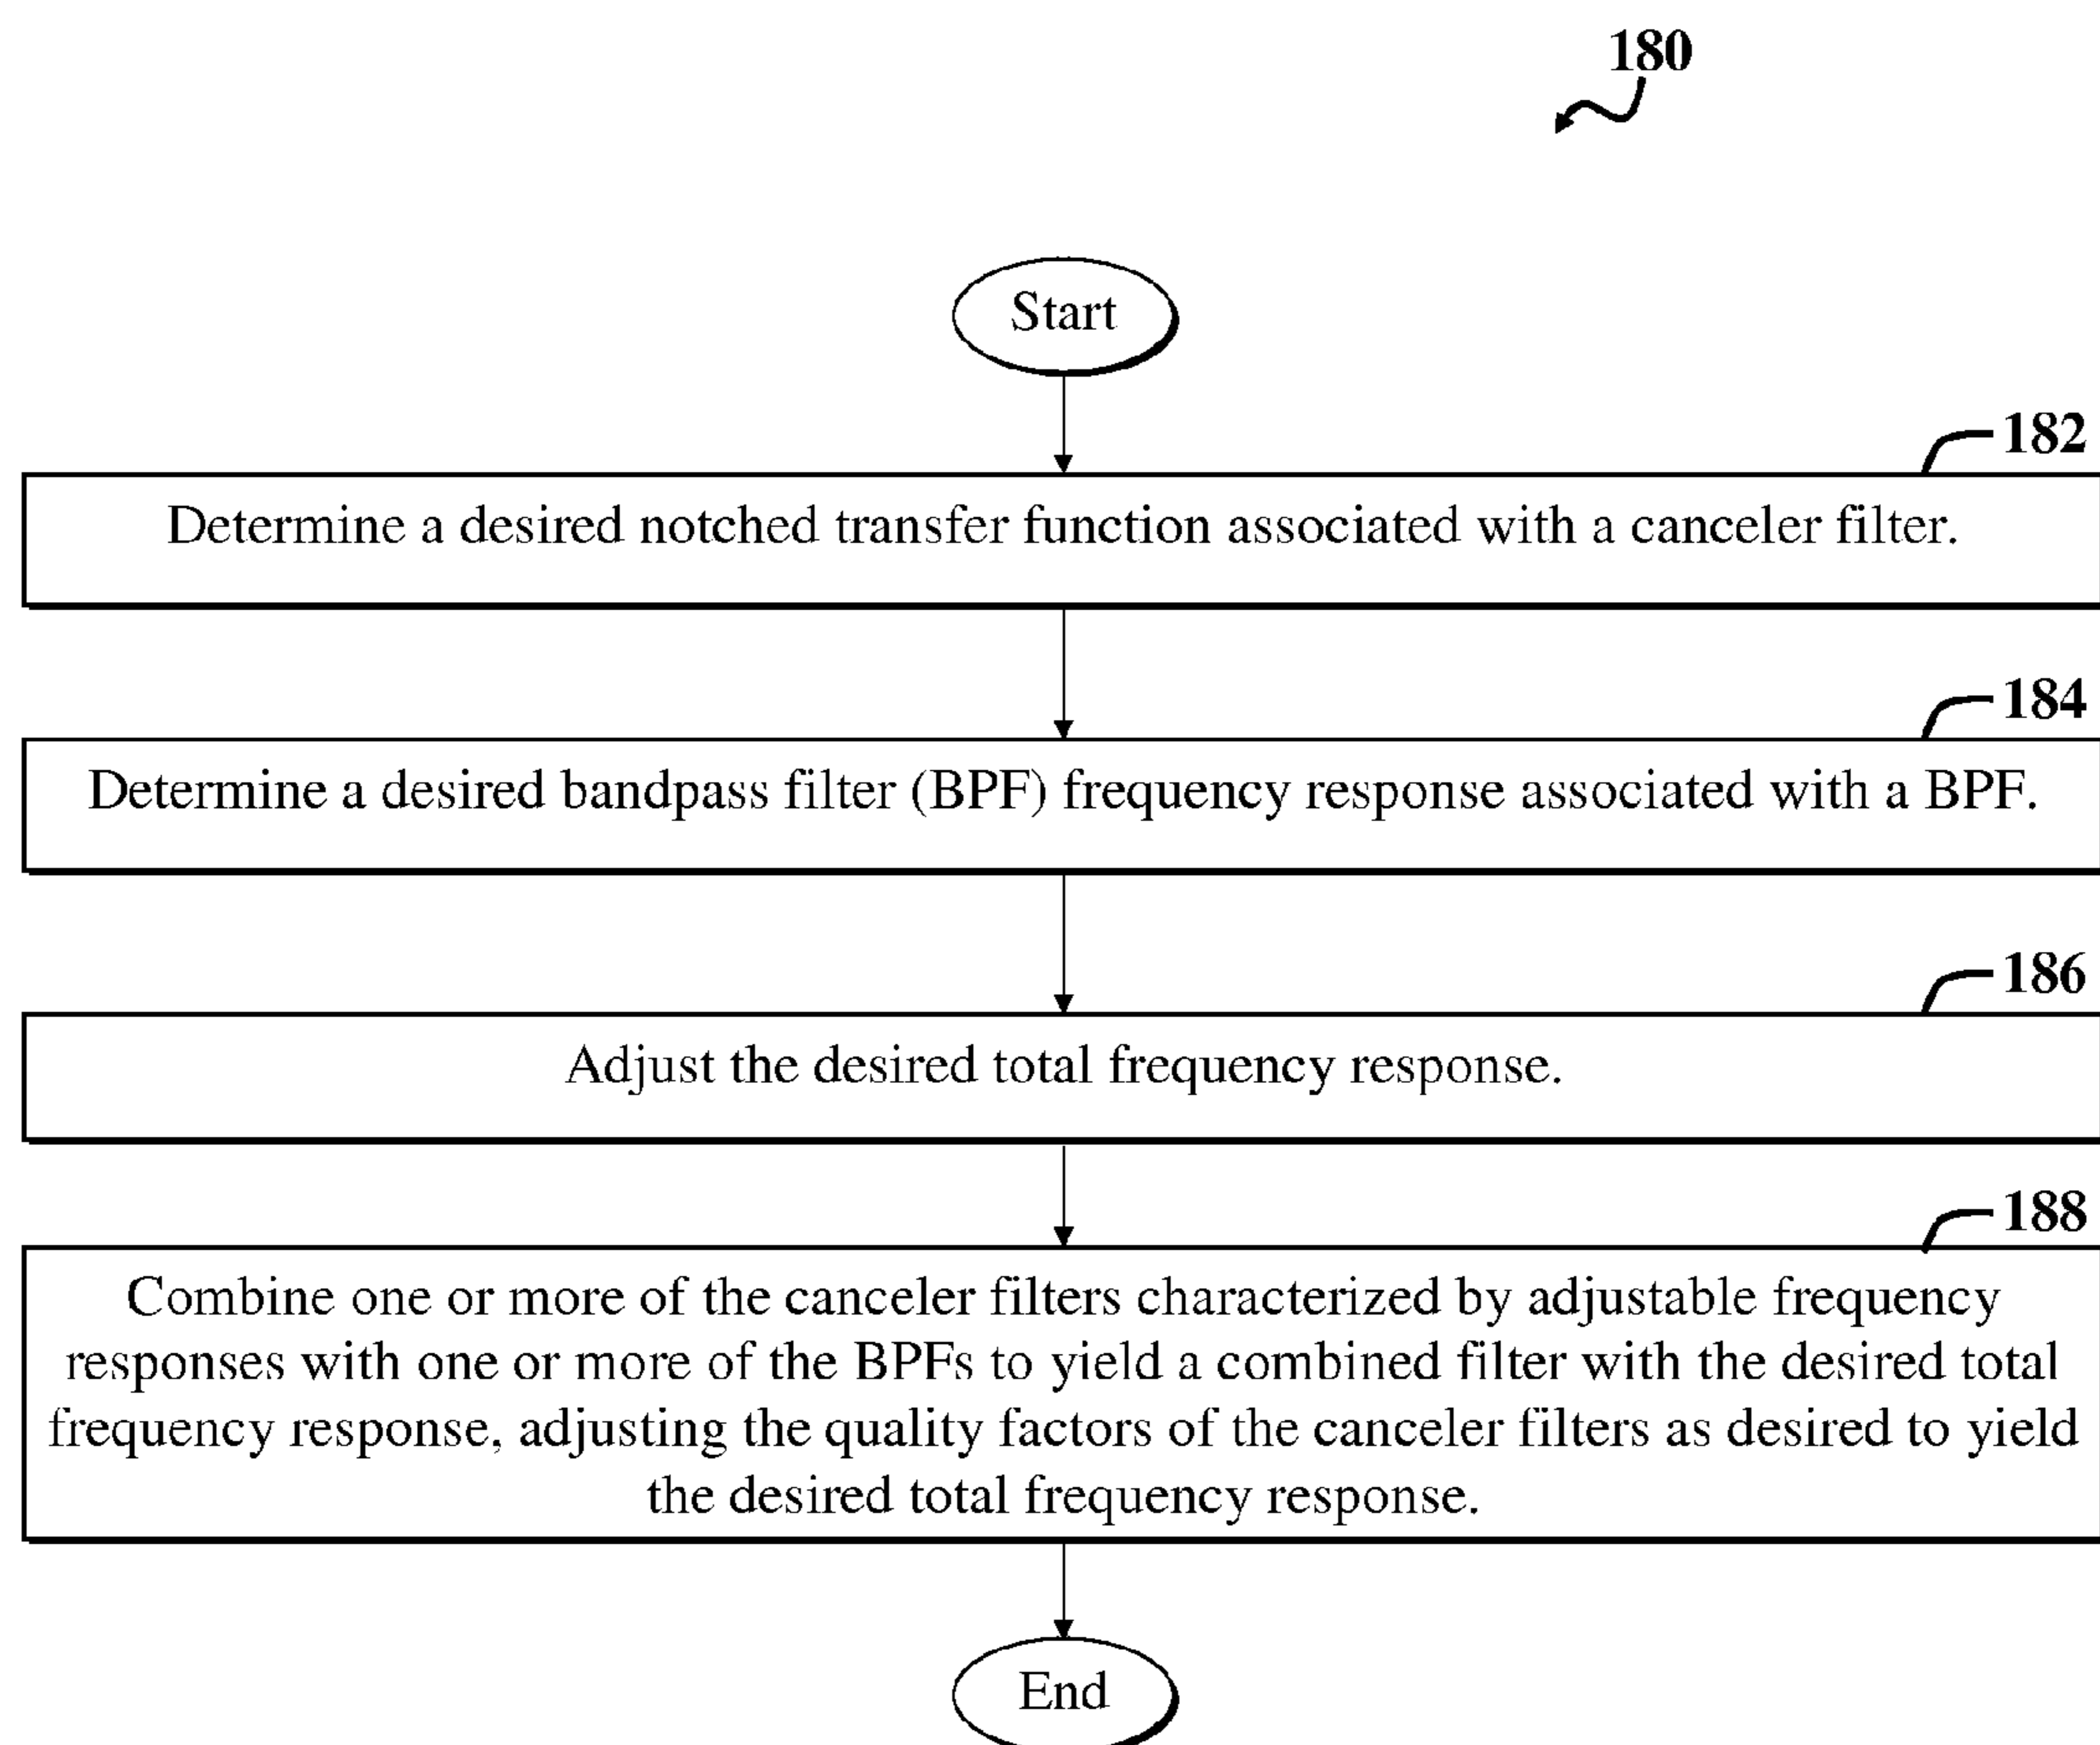 180
Start
182
Determine a desired notched transfer function associated with a canceler filter.
184
Determine a desired bandpass filter (BPF) frequency response associated with a BPF.
186
Adjust the desired total frequency response.
188
Combine one or more of the canceler filters characterized by adjustable frequency
responses with one or more of the BPFs to yield a combined filter with the desired total
frequency response, adjusting the quality factors of the canceler filters as desired to yield
the desired total frequency response.
End